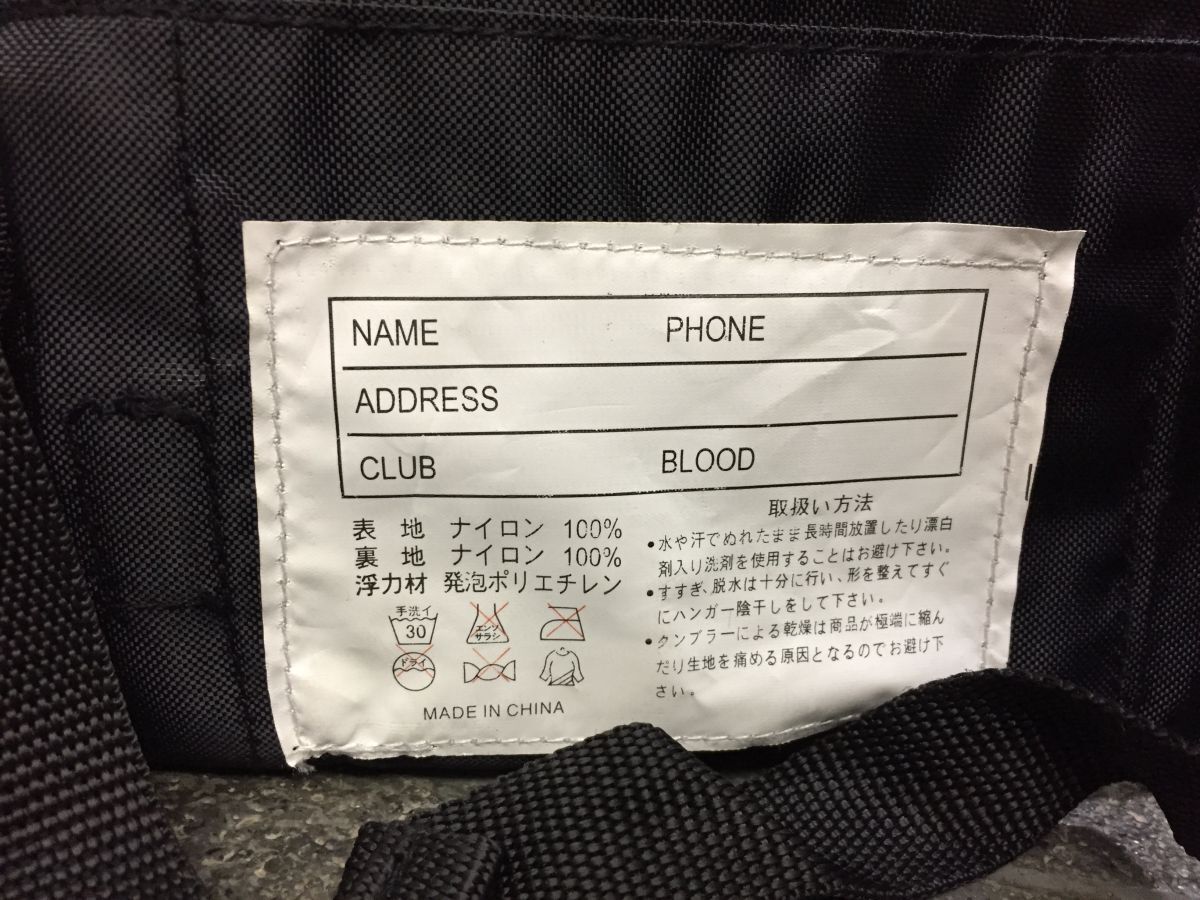 NAME PHONE
ADDRESS
CLUB BLOOD
表 地 ナイロン 100%
裏 地 ナイロン 100%
浮力材 発泡ポリエチレン
手洗イ
30
エンソ
サラシ
ドライ
MADE IN CHINA
取扱い方法
•水や汗でぬれたまま長時間放置したり漂白
剤入り洗剤を使用することはお避け下さい。
•すすぎ、脱水は十分に行い、形を整えてすぐ
にハンガー陰干しをして下さい。
•タンブラーによる乾燥は商品が極端に縮ん
だり生地を痛める原因となるのでお避け下
さい。